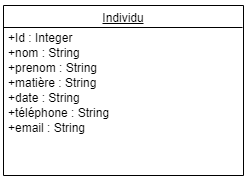 Individu
+Id : Integer
+nom : String
+prenom : String
+matière : String
+date : String
+téléphone : String
+email : String